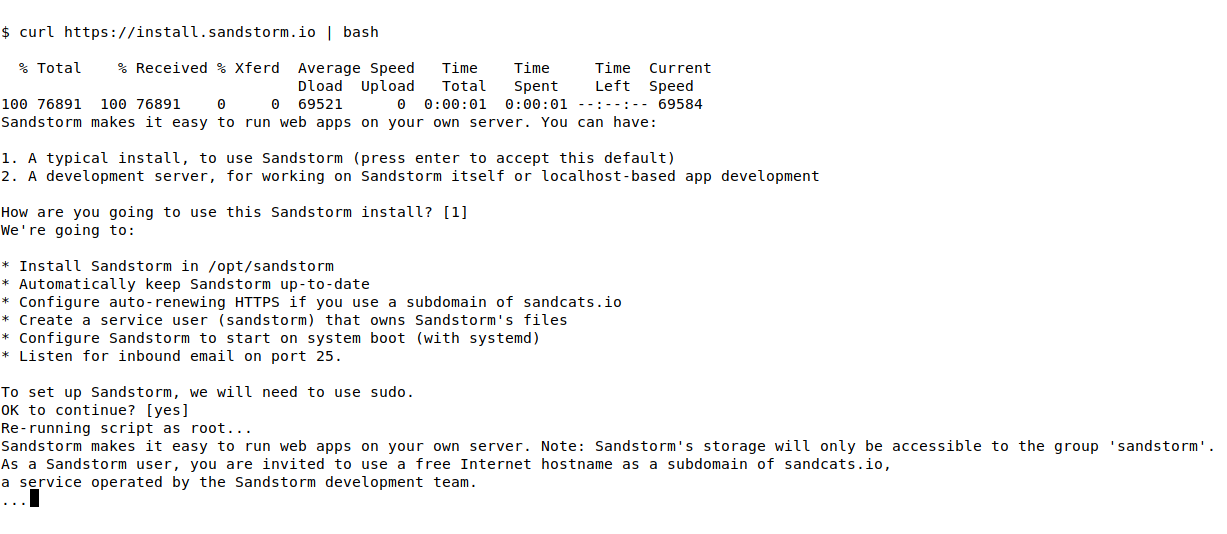 $ curl https://install.sandstorm.io | bash
  % Total    % Received % Xferd  Average Speed   Time    Time     Time  Current
                                 Dload  Upload   Total   Spent    Left  Speed
100 76891  100 76891    0     0  69521      0  0:00:01  0:00:01 --:--:-- 69584
Sandstorm makes it easy to run web apps on your own server. You can have:
1. A typical install, to use Sandstorm (press enter to accept this default)
2. A development server, for working on Sandstorm itself or localhost-based app development
How are you going to use this Sandstorm install? [1]
We're going to:
* Install Sandstorm in /opt/sandstorm
* Automatically keep Sandstorm up-to-date
* Configure auto-renewing HTTPS if you use a subdomain of sandcats.io
* Create a service user (sandstorm) that owns Sandstorm's files
* Configure Sandstorm to start on system boot (with systemd)
* Listen for inbound email on port 25.
To set up Sandstorm, we will need to use sudo.
OK to continue? [yes]
Re-running script as root...
Sandstorm makes it easy to run web apps on your own server. Note: Sandstorm's storage will only be accessible to the group 'sandstorm'.
As a Sandstorm user, you are invited to use a free Internet hostname as a subdomain of sandcats.io,
a service operated by the Sandstorm development team.
...